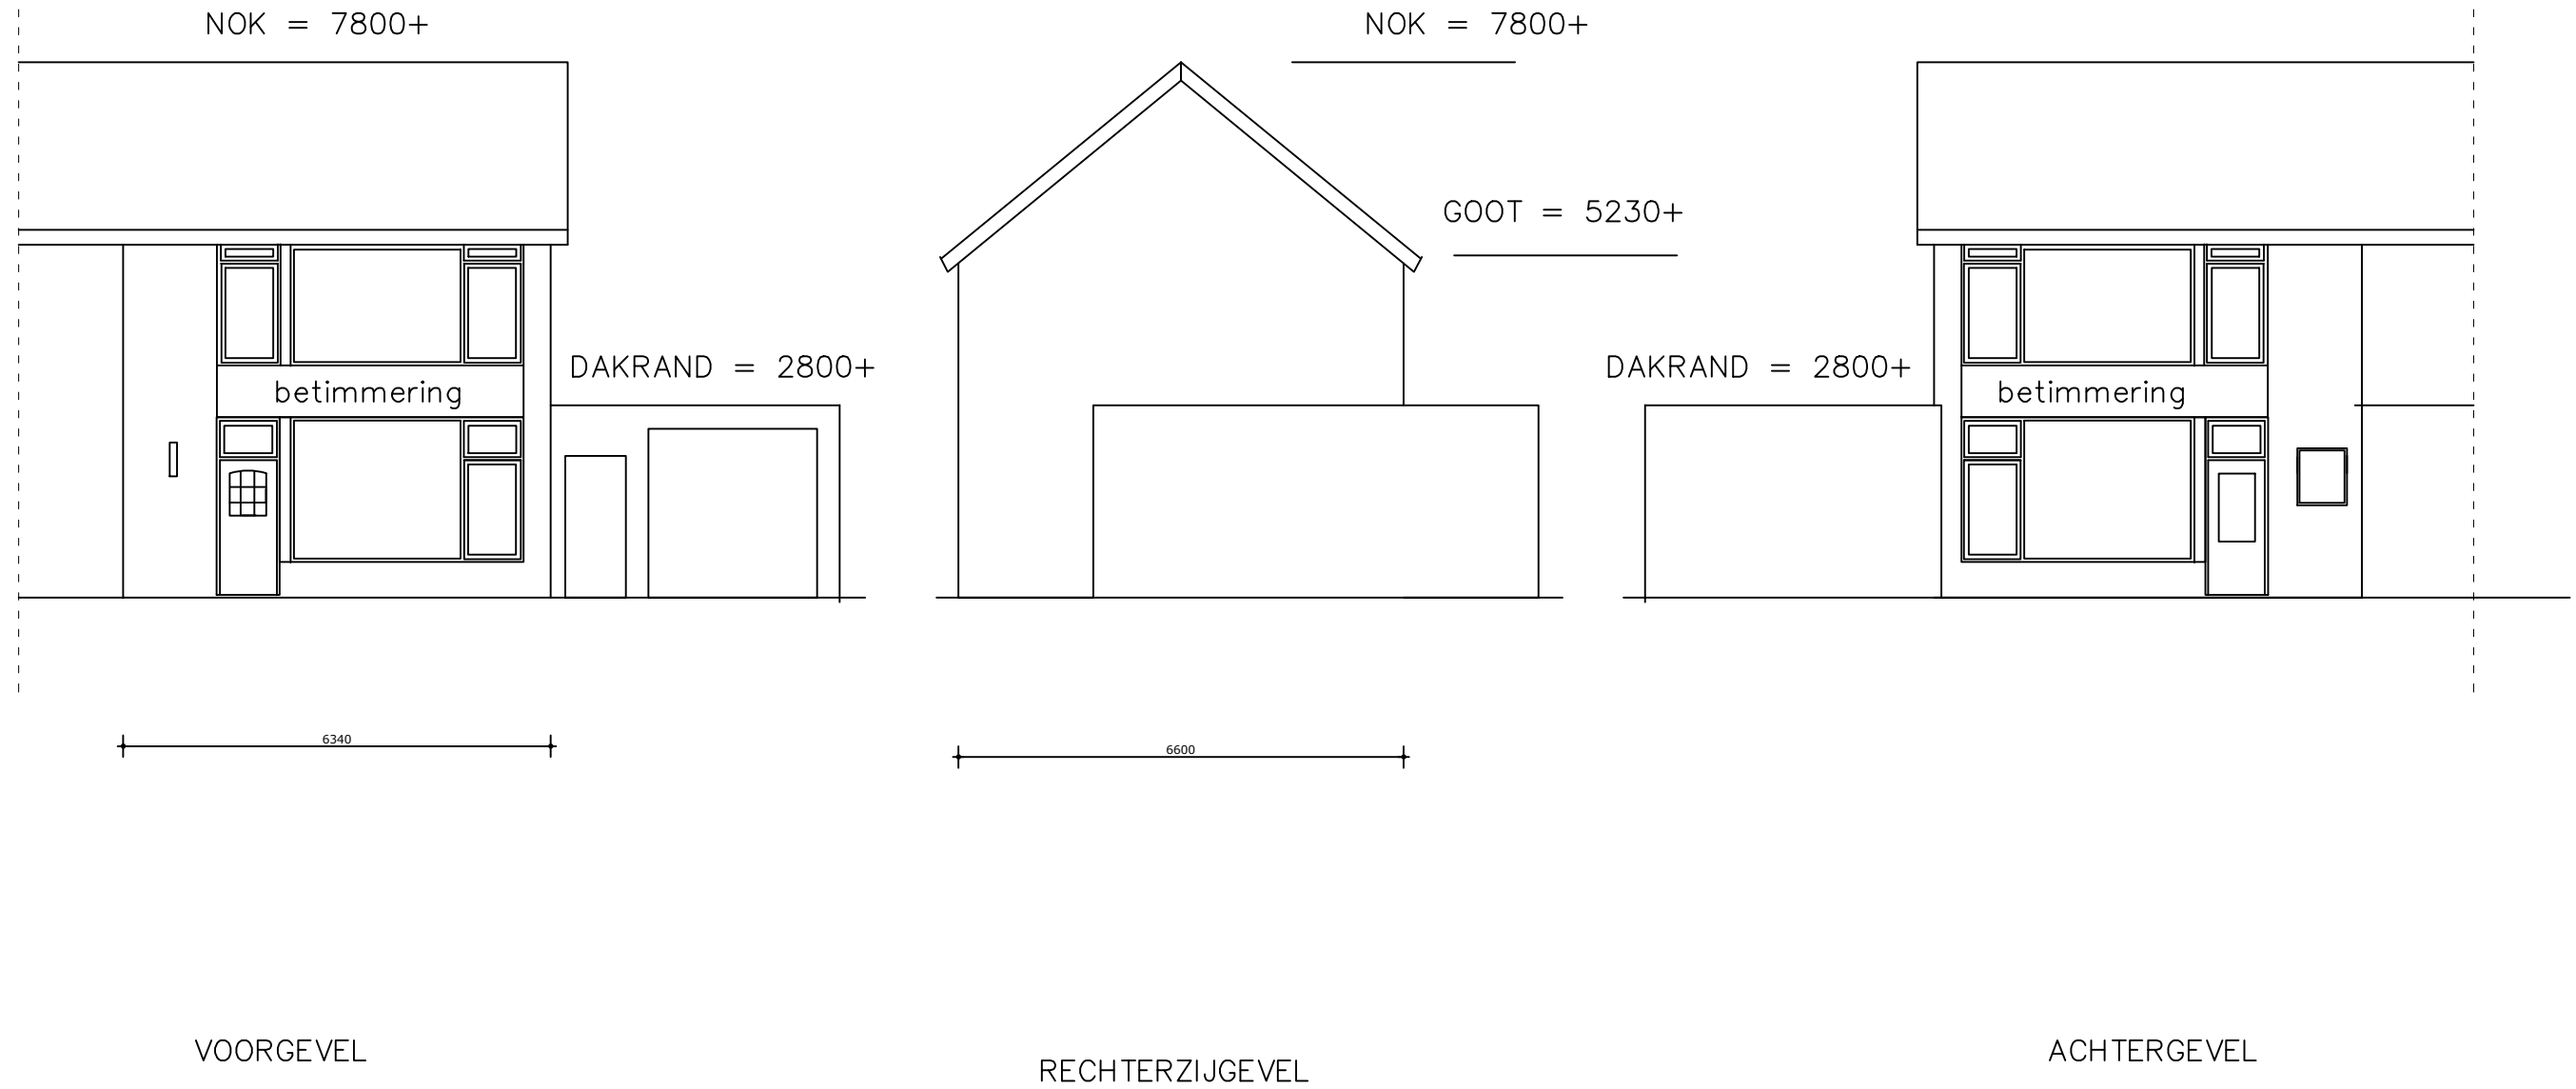 NOK = 7800+
NOK = 7800+
GOOT = 5230+
DAKRAND = 2800+
DAKRAND = 2800+
betimmering
betimmering
6340
6600
VOORGEVEL
RECHTERZIJGEVEL
ACHTERGEVEL